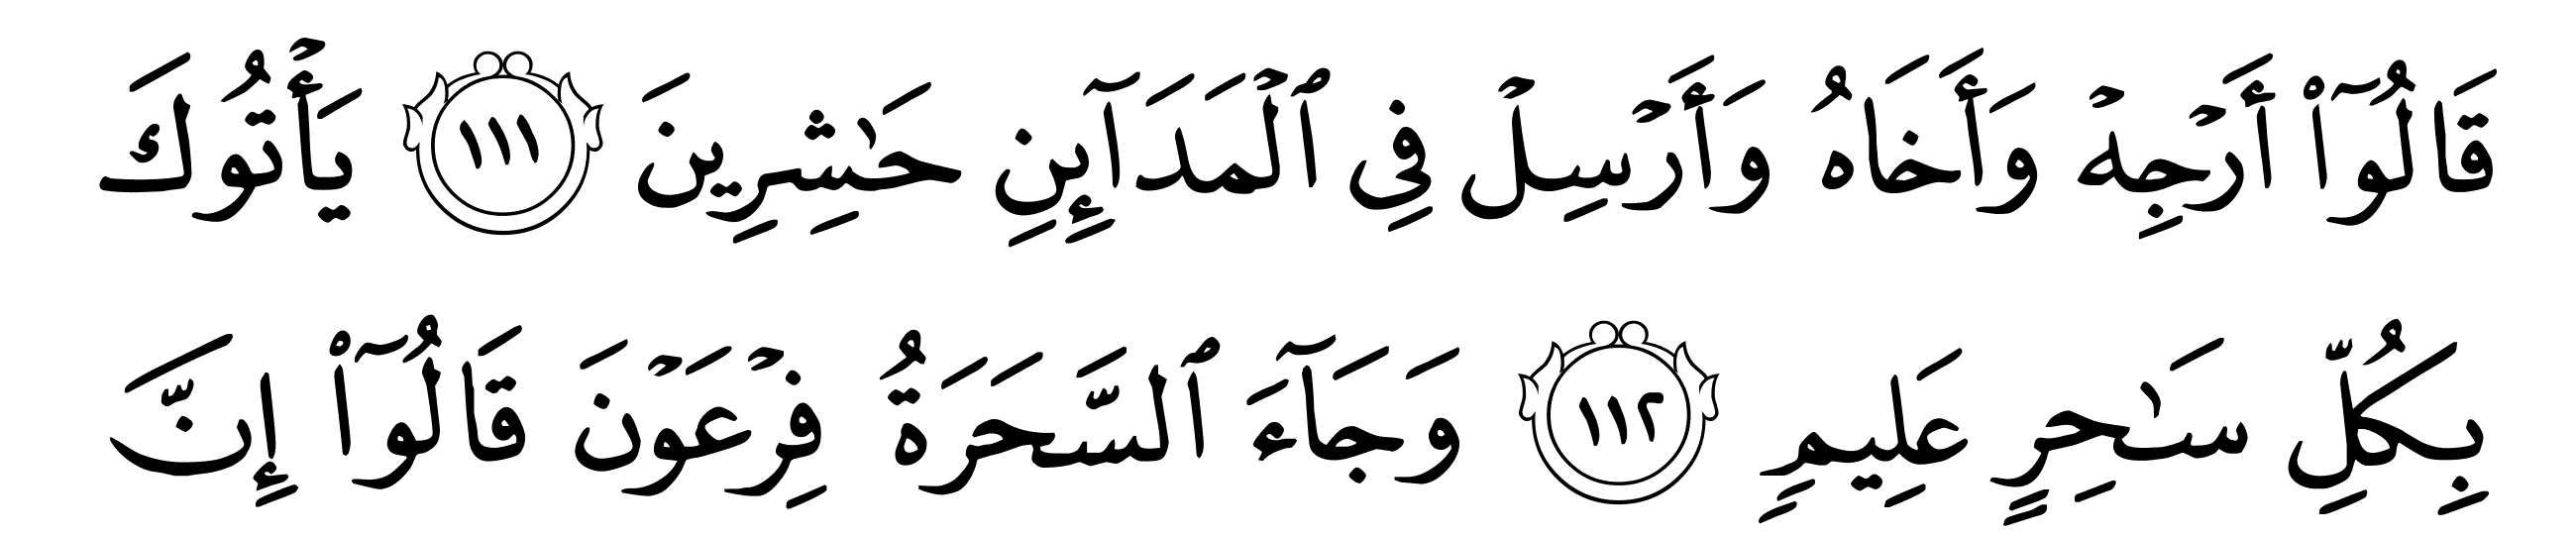 قَالُوٓا۟ أَرْجِهْ وَأَخَاهُ وَأَرْسِلْ فِى ٱلْمَدَآئِنِ حَـٰشِرِينَ ١١١ يَأْتُوكَ
بِكُلِّ سَـٰحِرٍ عَلِيمٍ ١١٢ وَجَآءَ ٱلسَّحَرَةُ فِرْعَوْنَ قَالُوٓا۟ إِنَّ